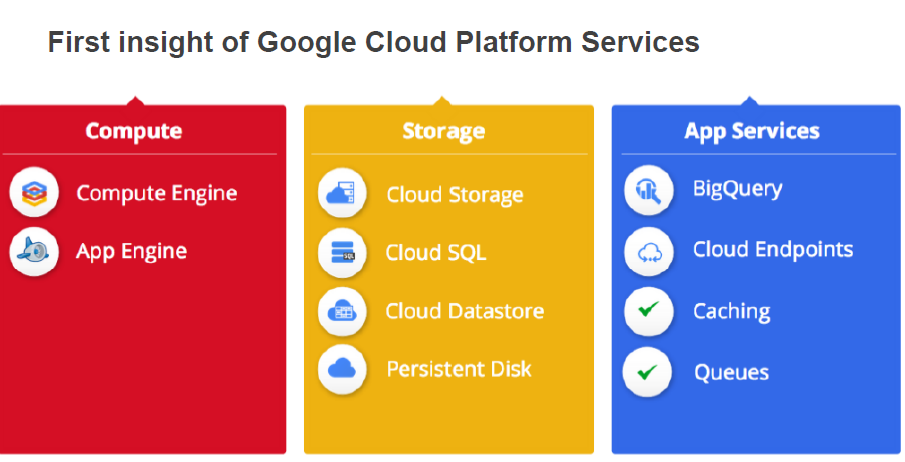 First insight of Google Cloud Platform Services
Compute
Compute Engine
App Engine
Storage
Cloud Storage
Cloud SQL
SQL
Cloud Datastore
Persistent Disk
App Services
BigQuery
Cloud Endpoints
Caching
Queues